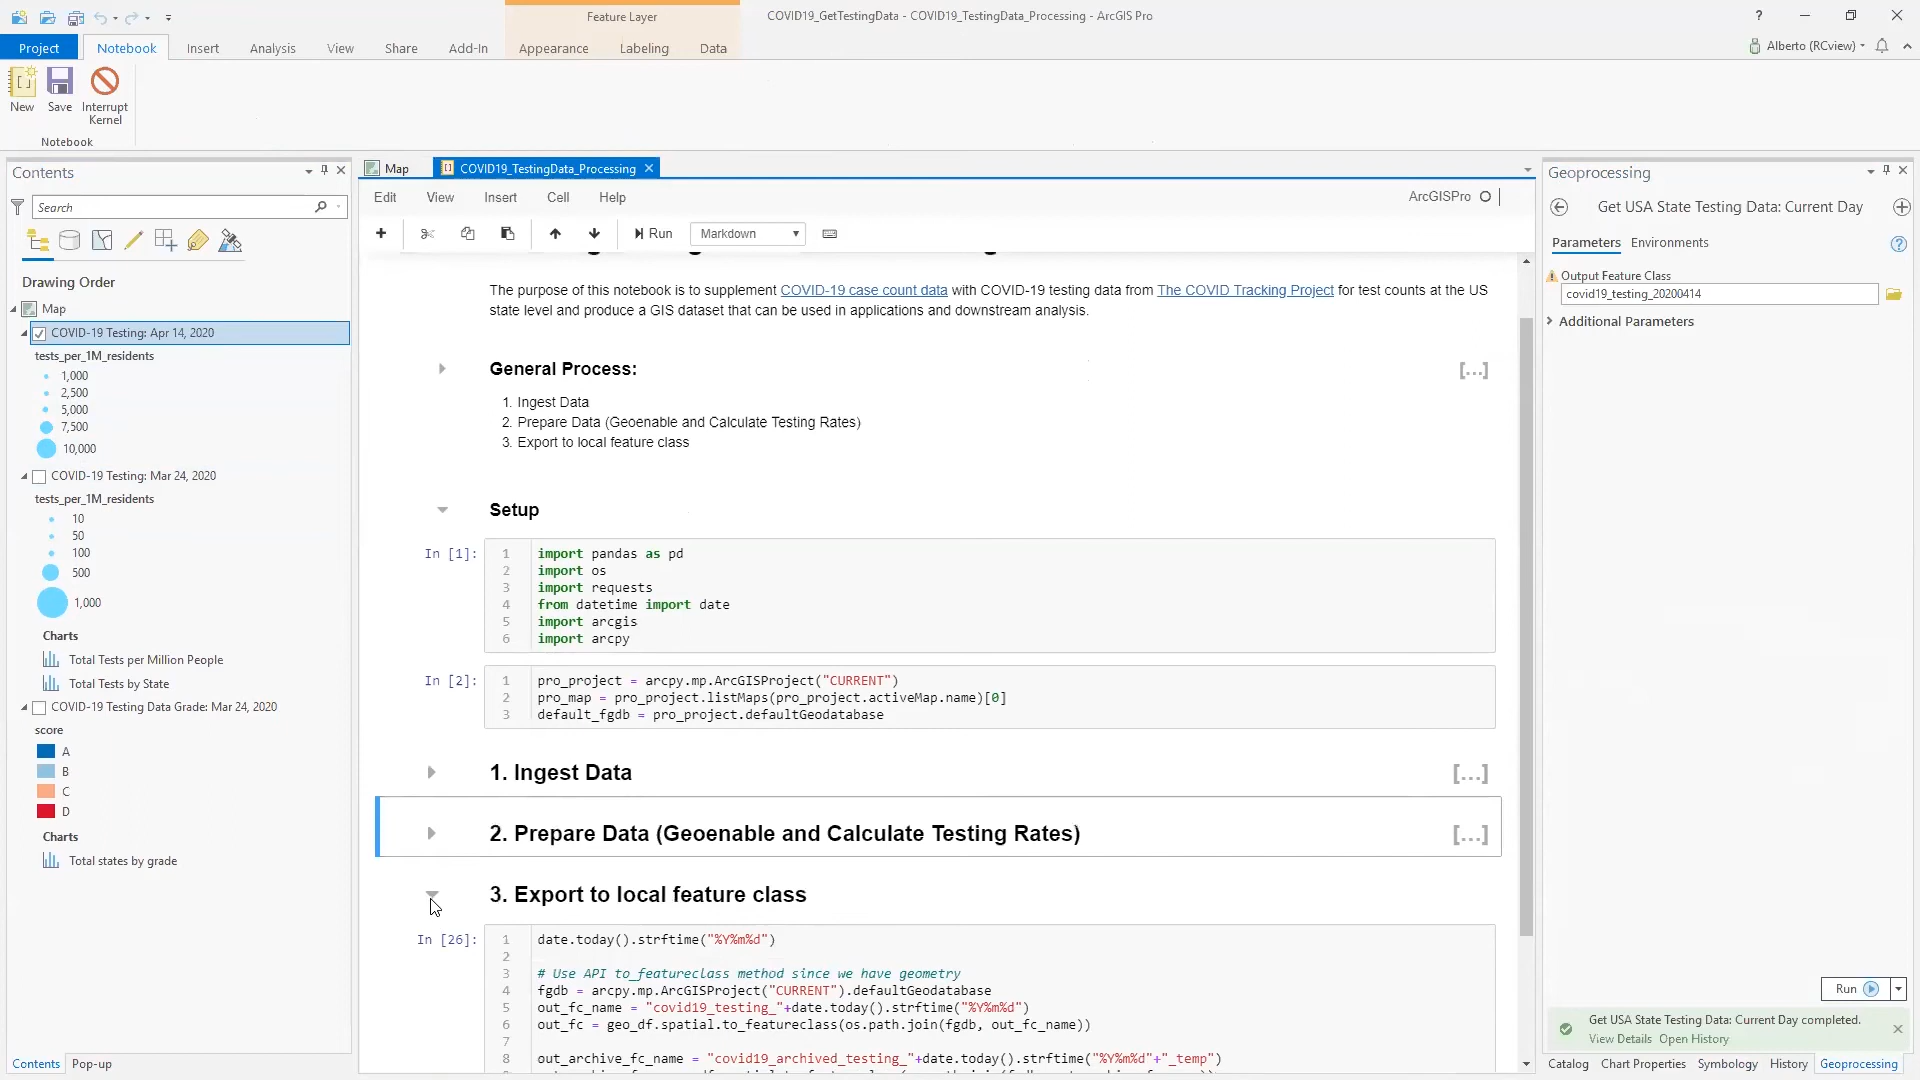 Feature Layer
COVID19_GetTestingData - COVID19_TestingData_Processing - ArcGIS Pro
?
Project
Notebook
Insert
Analysis
View
Share
Add-In
Appearance
Labeling
Data
Alberto (RCview)
New
Save
Interrupt
Kernel
Notebook
Contents
Search
Drawing Order
Map
COVID-19 Testing: Apr 14, 2020
tests_per_1M_residents
1,000
2,500
5,000
7,500
10,000
COVID-19 Testing: Mar 24, 2020
tests_per_1M_residents
10
50
100
500
1,000
Charts
Total Tests per Million People
Total Tests by State
COVID-19 Testing Data Grade: Mar 24, 2020
score
A
B
C
D
Charts
Total states by grade
Contents
Pop-up
Map
COVID19_TestingData_Processing
Edit
View
Insert
Cell
Help
ArcGISPro
Run
Markdown
The purpose of this notebook is to supplement COVID-19 case count data with COVID-19 testing data from The COVID Tracking Project for test counts at the US
state level and produce a GIS dataset that can be used in applications and downstream analysis.
General Process:
[...]
1. Ingest Data
2. Prepare Data (Geoenable and Calculate Testing Rates)
3. Export to local feature class
Setup
In [1]:
1 import pandas as pd
2 import os
3 import requests
4 from datetime import date
5 import arcgis
6 import arcpy
In [2]:
1 pro_project = arcpy.mp.ArcGISProject("CURRENT")
2 pro_map = pro_project.listMaps(pro_project.activeMap.name)[0]
3 default_fgdb = pro_project.defaultGeodatabase
1. Ingest Data
[...]
2. Prepare Data (Geoenable and Calculate Testing Rates)
[...]
3. Export to local feature class
In [26]:
1 date.today().strftime("%Y%m%d")
2
3 # Use API to_featureclass method since we have geometry
4 fgdb = arcpy.mp.ArcGISProject("CURRENT").defaultGeodatabase
5 out_fc_name = "covid19_testing_"+date.today().strftime("%Y%m%d")
6 out_fc = geo_df.spatial.to_featureclass(os.path.join(fgdb, out_fc_name))
7
8 out_archive_fc_name = "covid19_archived_testing_"+date.today().strftime("%Y%m%d"+"_temp")
Geoprocessing
Get USA State Testing Data: Current Day
Parameters
Environments
?
Output Feature Class
covid19_testing_20200414
Additional Parameters
Run
Get USA State Testing Data: Current Day completed.
View Details Open History
Catalog
Chart Properties
Symbology
History
Geoprocessing